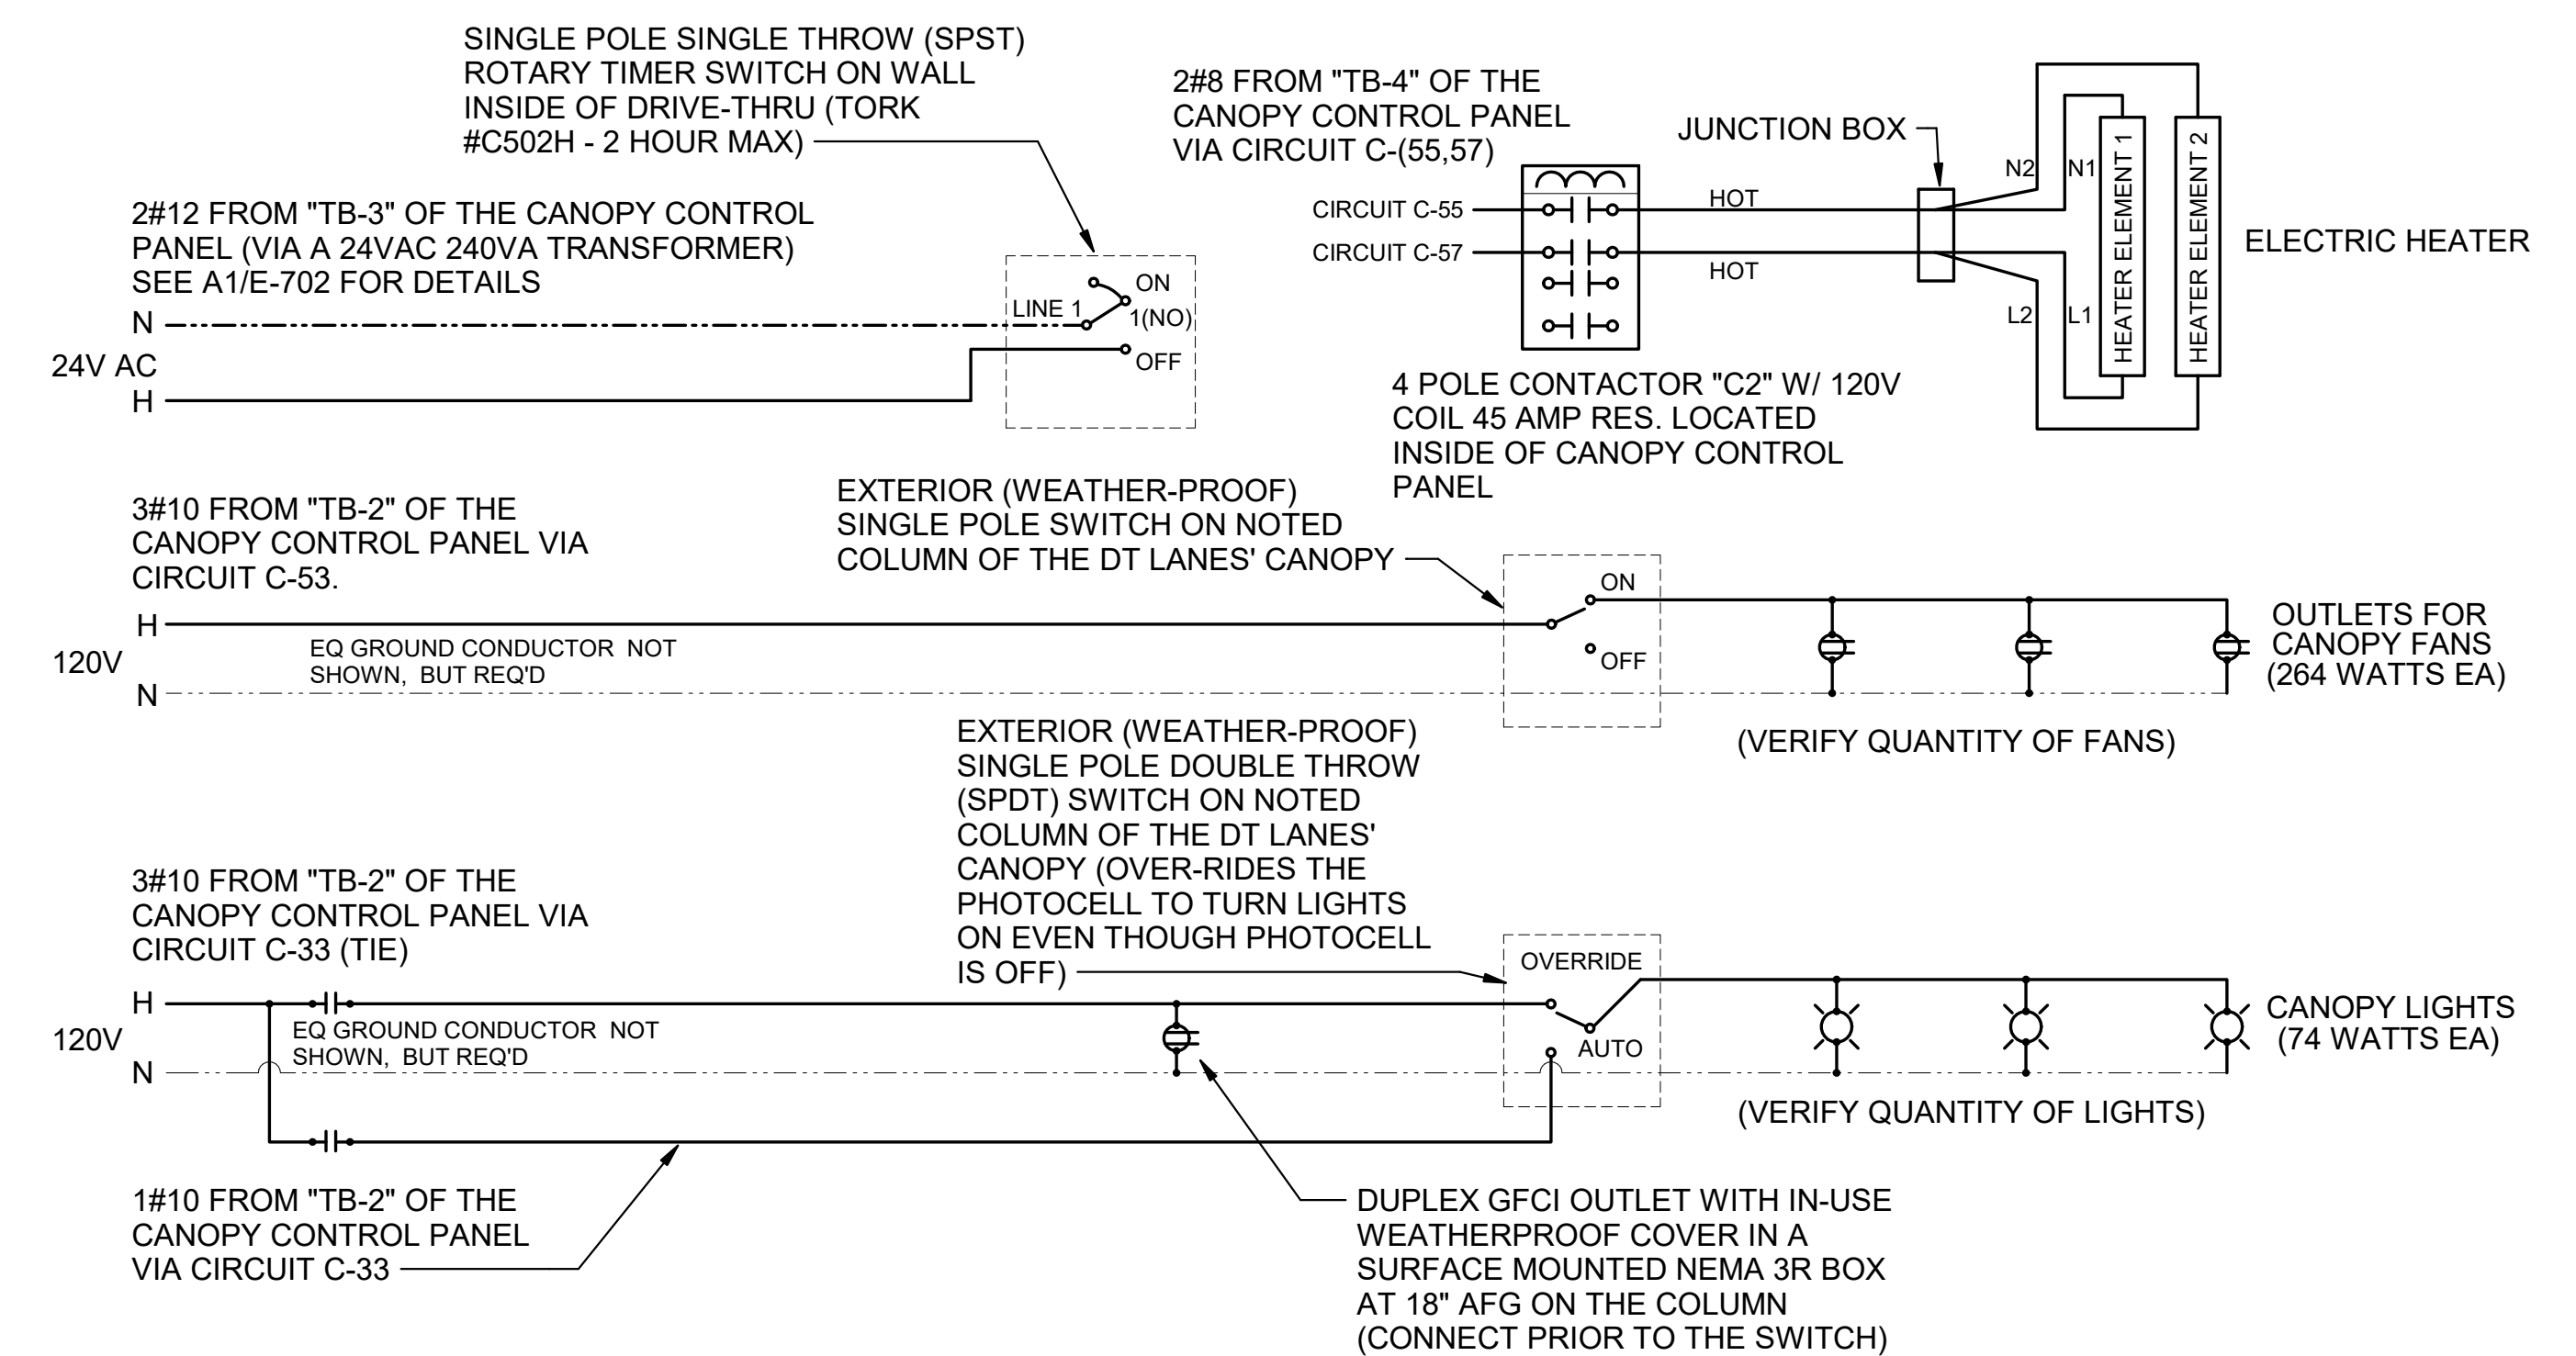 SINGLE POLE SINGLE THROW (SPST)
ROTARY TIMER SWITCH ON WALL
INSIDE OF DRIVE-THRU (TORK
#C502H - 2 HOUR MAX)
2#12 FROM "TB-3" OF THE CANOPY CONTROL
PANEL (VIA A 24VAC 240VA TRANSFORMER)
SEE A1/E-702 FOR DETAILS
N
24V AC
H
LINE 1
ON
1(NO)
OFF
2#8 FROM "TB-4" OF THE
CANOPY CONTROL PANEL
VIA CIRCUIT C-(55,57)
CIRCUIT C-55
CIRCUIT C-57
HOT
HOT
JUNCTION BOX
N2
N1
L2
L1
HEATER ELEMENT 1
HEATER ELEMENT 2
ELECTRIC HEATER
4 POLE CONTACTOR "C2" W/ 120V
COIL 45 AMP RES. LOCATED
INSIDE OF CANOPY CONTROL
PANEL
3#10 FROM "TB-2" OF THE
CANOPY CONTROL PANEL VIA
CIRCUIT C-53.
H
120V
N
EQ GROUND CONDUCTOR NOT
SHOWN, BUT REQ'D
EXTERIOR (WEATHER-PROOF)
SINGLE POLE SWITCH ON NOTED
COLUMN OF THE DT LANES' CANOPY
ON
OFF
OUTLETS FOR
CANOPY FANS
(264 WATTS EA)
(VERIFY QUANTITY OF FANS)
EXTERIOR (WEATHER-PROOF)
SINGLE POLE DOUBLE THROW
(SPDT) SWITCH ON NOTED
COLUMN OF THE DT LANES'
CANOPY (OVER-RIDES THE
PHOTOCELL TO TURN LIGHTS
ON EVEN THOUGH PHOTOCELL
IS OFF)
3#10 FROM "TB-2" OF THE
CANOPY CONTROL PANEL VIA
CIRCUIT C-33 (TIE)
H
120V
N
EQ GROUND CONDUCTOR NOT
SHOWN, BUT REQ'D
OVERRIDE
AUTO
CANOPY LIGHTS
(74 WATTS EA)
(VERIFY QUANTITY OF LIGHTS)
1#10 FROM "TB-2" OF THE
CANOPY CONTROL PANEL
VIA CIRCUIT C-33
DUPLEX GFCI OUTLET WITH IN-USE
WEATHERPROOF COVER IN A
SURFACE MOUNTED NEMA 3R BOX
AT 18" AFG ON THE COLUMN
(CONNECT PRIOR TO THE SWITCH)